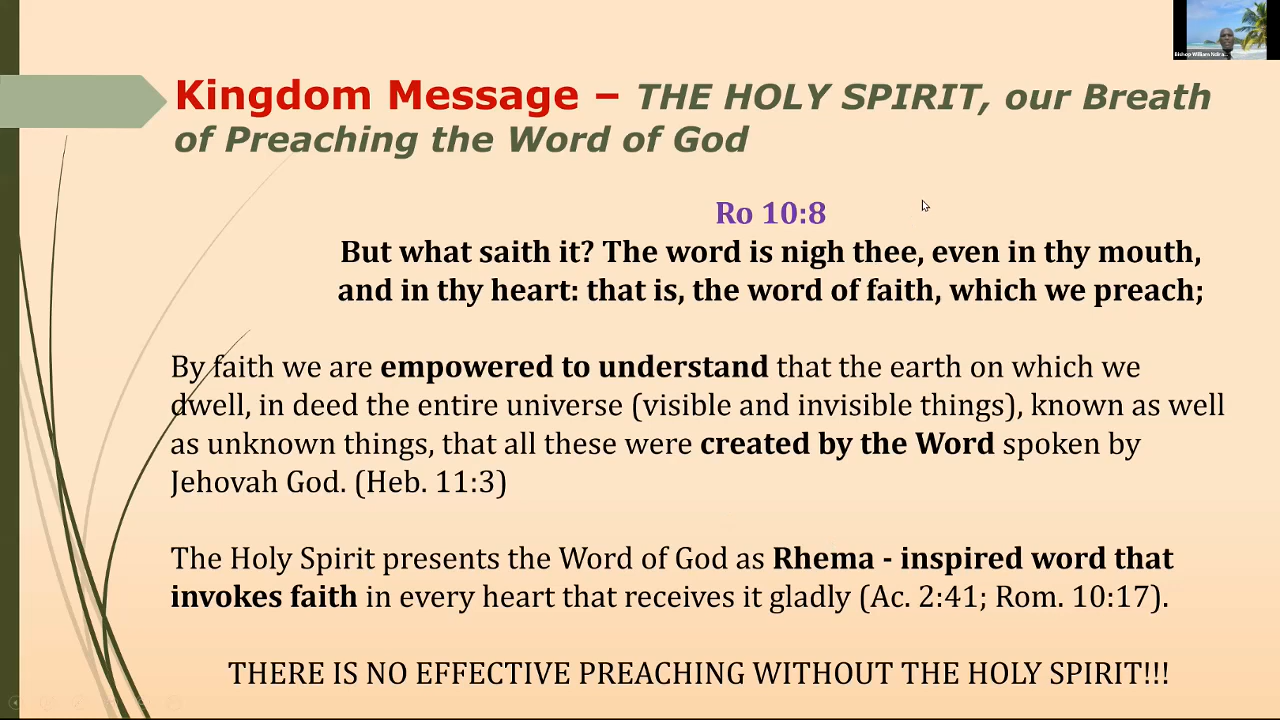 Bishop William Ndira...
Kingdom Message – THE HOLY SPIRIT, our Breath
of Preaching the Word of God
Ro 10:8
But what saith it? The word is nigh thee, even in thy mouth,
and in thy heart: that is, the word of faith, which we preach;
By faith we are empowered to understand that the earth on which we
dwell, in deed the entire universe (visible and invisible things), known as well
as unknown things, that all these were created by the Word spoken by
Jehovah God. (Heb. 11:3)
The Holy Spirit presents the Word of God as Rhema - inspired word that
invokes faith in every heart that receives it gladly (Ac. 2:41; Rom. 10:17).
THERE IS NO EFFECTIVE PREACHING WITHOUT THE HOLY SPIRIT!!!